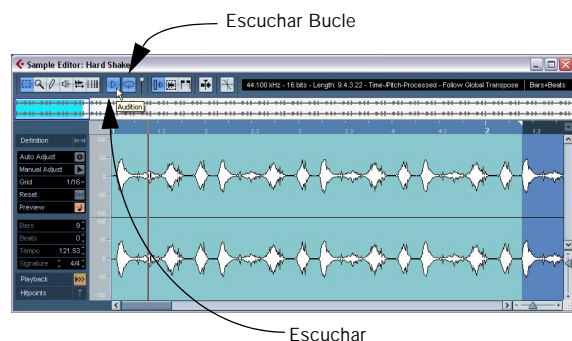 Escuchar Bucle
Sample Editor: Hard Shake
44.100 kHz - 16 bits - Length: 9.4.3.22 - Time-/Pitch-Processed - Follow Global Transpose Bars+Beats
Audition
Definition
1 1.3 2 2.3 3 3.3 4 4.3 2 1.3
Auto Adjust
Manual Adjust
Grid 1/16
Reset
Preview
Bars 9
Beats 0
Tempo 121.53
Signature 4/4
Playback
Hitpoints
Escuchar